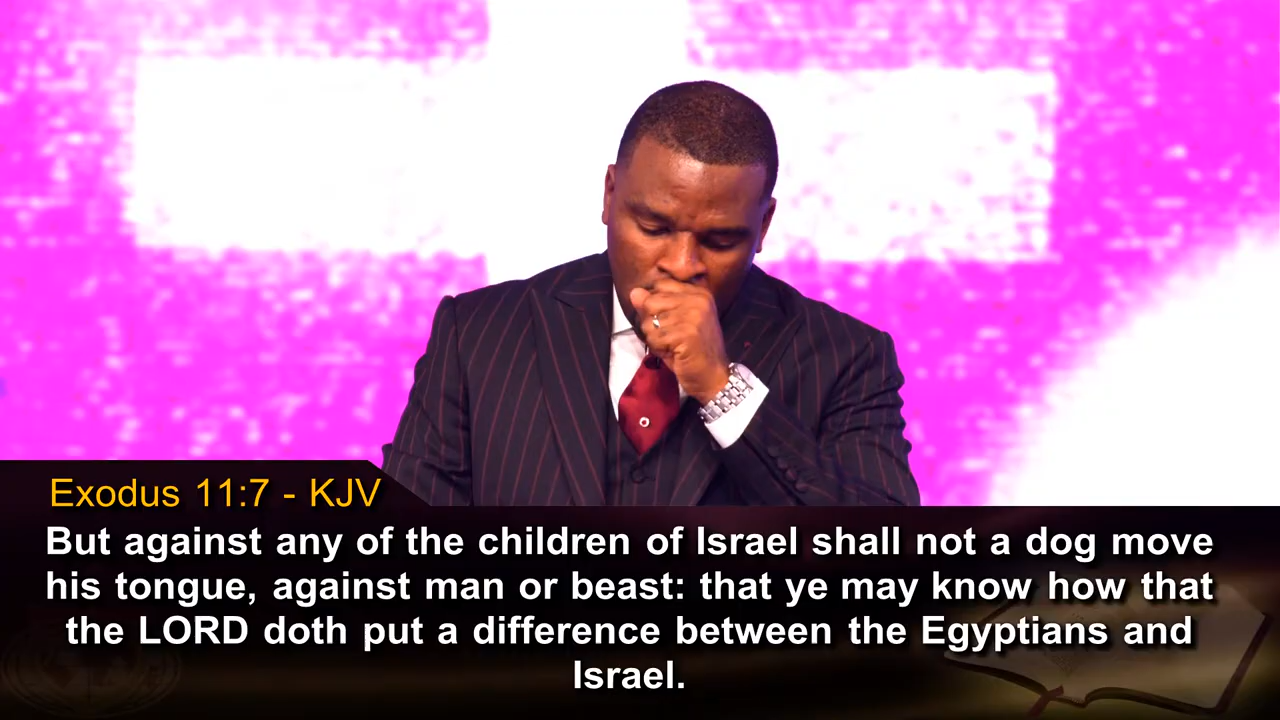 Exodus 11:7 - KJV
But against any of the children of Israel shall not a dog move
his tongue, against man or beast: that ye may know how that
the LORD doth put a difference between the Egyptians and
Israel.